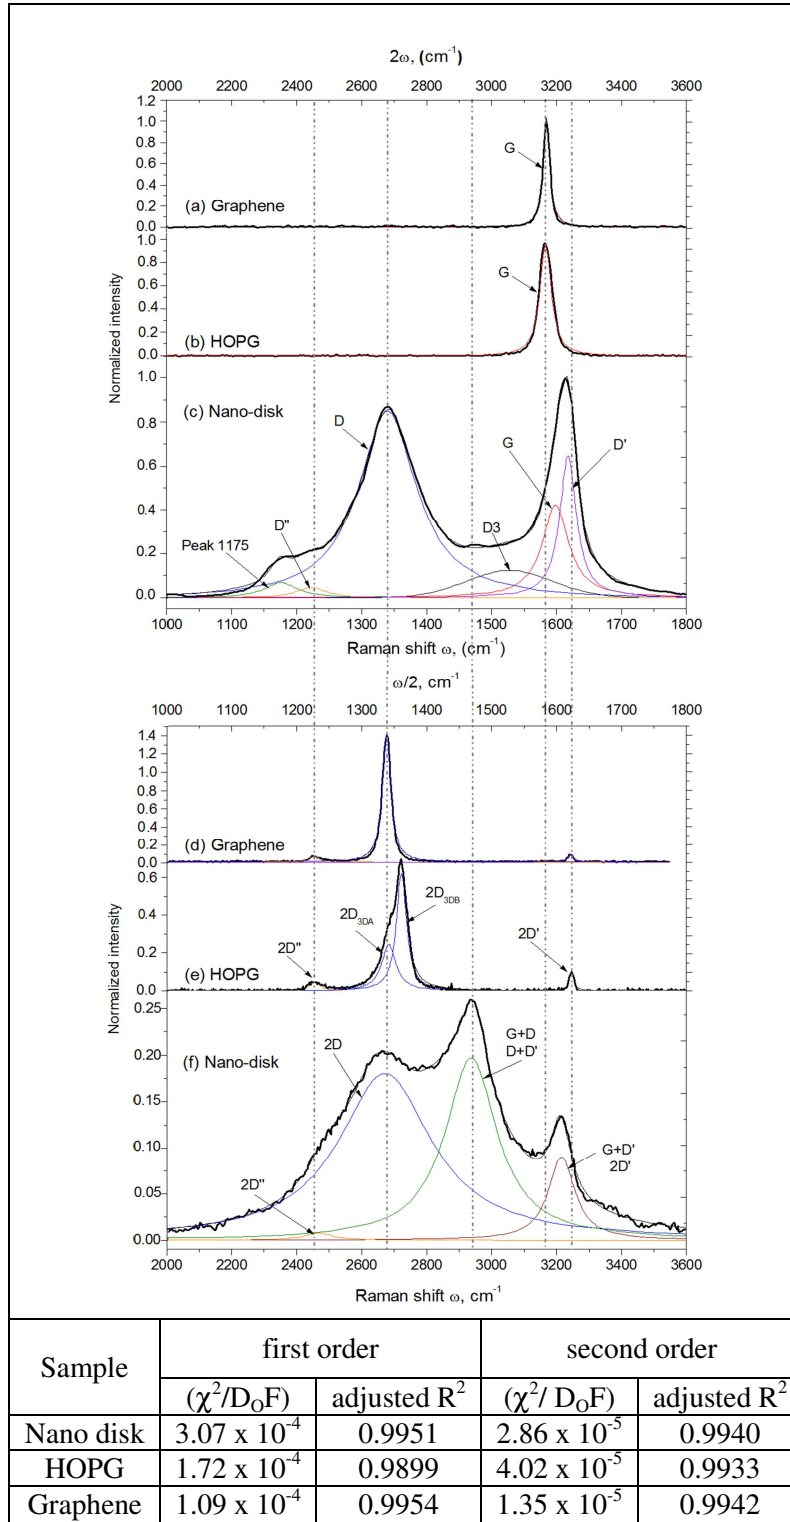 2ω, (cm⁻¹)
2000 2200 2400 2600 2800 3000 3200 3400 3600
1.2
1.0
0.8
0.6
0.4
0.2
0.0
G
(a) Graphene
1.0
0.8
0.6
0.4
0.2
0.0
G
(b) HOPG
Normalized intensity
1.0
0.8
0.6
0.4
0.2
0.0
(c) Nano-disk
D
G
D'
D3
D"
Peak 1175
1000 1100 1200 1300 1400 1500 1600 1700 1800
Raman shift ω, (cm⁻¹)
ω/2, cm⁻¹
1000 1100 1200 1300 1400 1500 1600 1700 1800
1.4
1.2
1.0
0.8
0.6
0.4
0.2
0.0
(d) Graphene
0.6
0.4
0.2
0.0
2D3DA
2D3DB
2D"
2D'
(e) HOPG
Normalized intensity
0.25
0.20
0.15
0.10
0.05
0.00
2D
G+D
D+D'
(f) Nano-disk
G+D'
2D'
2D"
2000 2200 2400 2600 2800 3000 3200 3400 3600
Raman shift ω, cm⁻¹
Sample first order second order
(χ²/DOF) adjusted R² (χ²/ DOF) adjusted R²
Nano disk 3.07 x 10⁻⁴ 0.9951 2.86 x 10⁻⁵ 0.9940
HOPG 1.72 x 10⁻⁴ 0.9899 4.02 x 10⁻⁵ 0.9933
Graphene 1.09 x 10⁻⁴ 0.9954 1.35 x 10⁻⁵ 0.9942